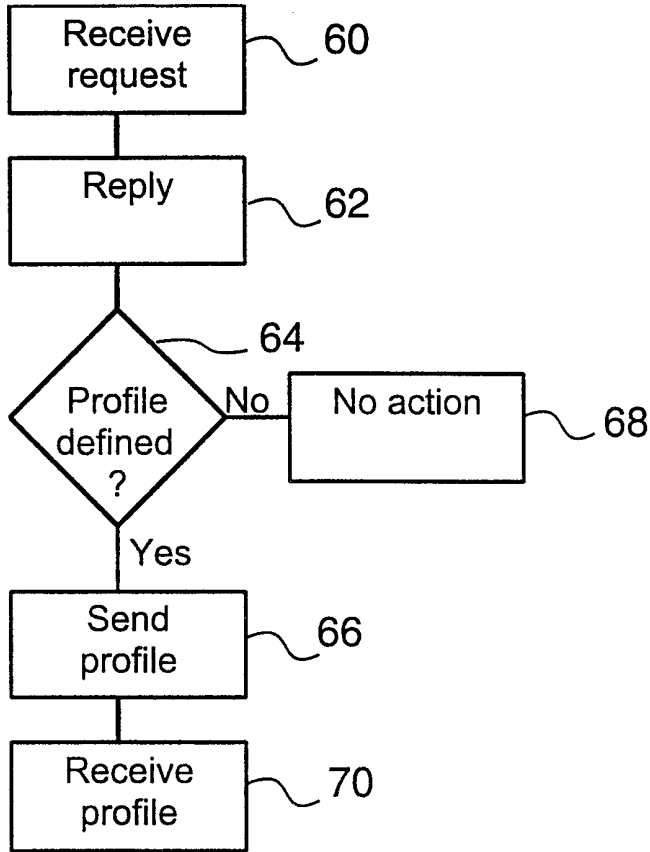 Receive
request
60
Reply
62
64
Profile
defined
?
No
No action
68
Yes
Send
profile
66
Receive
profile
70